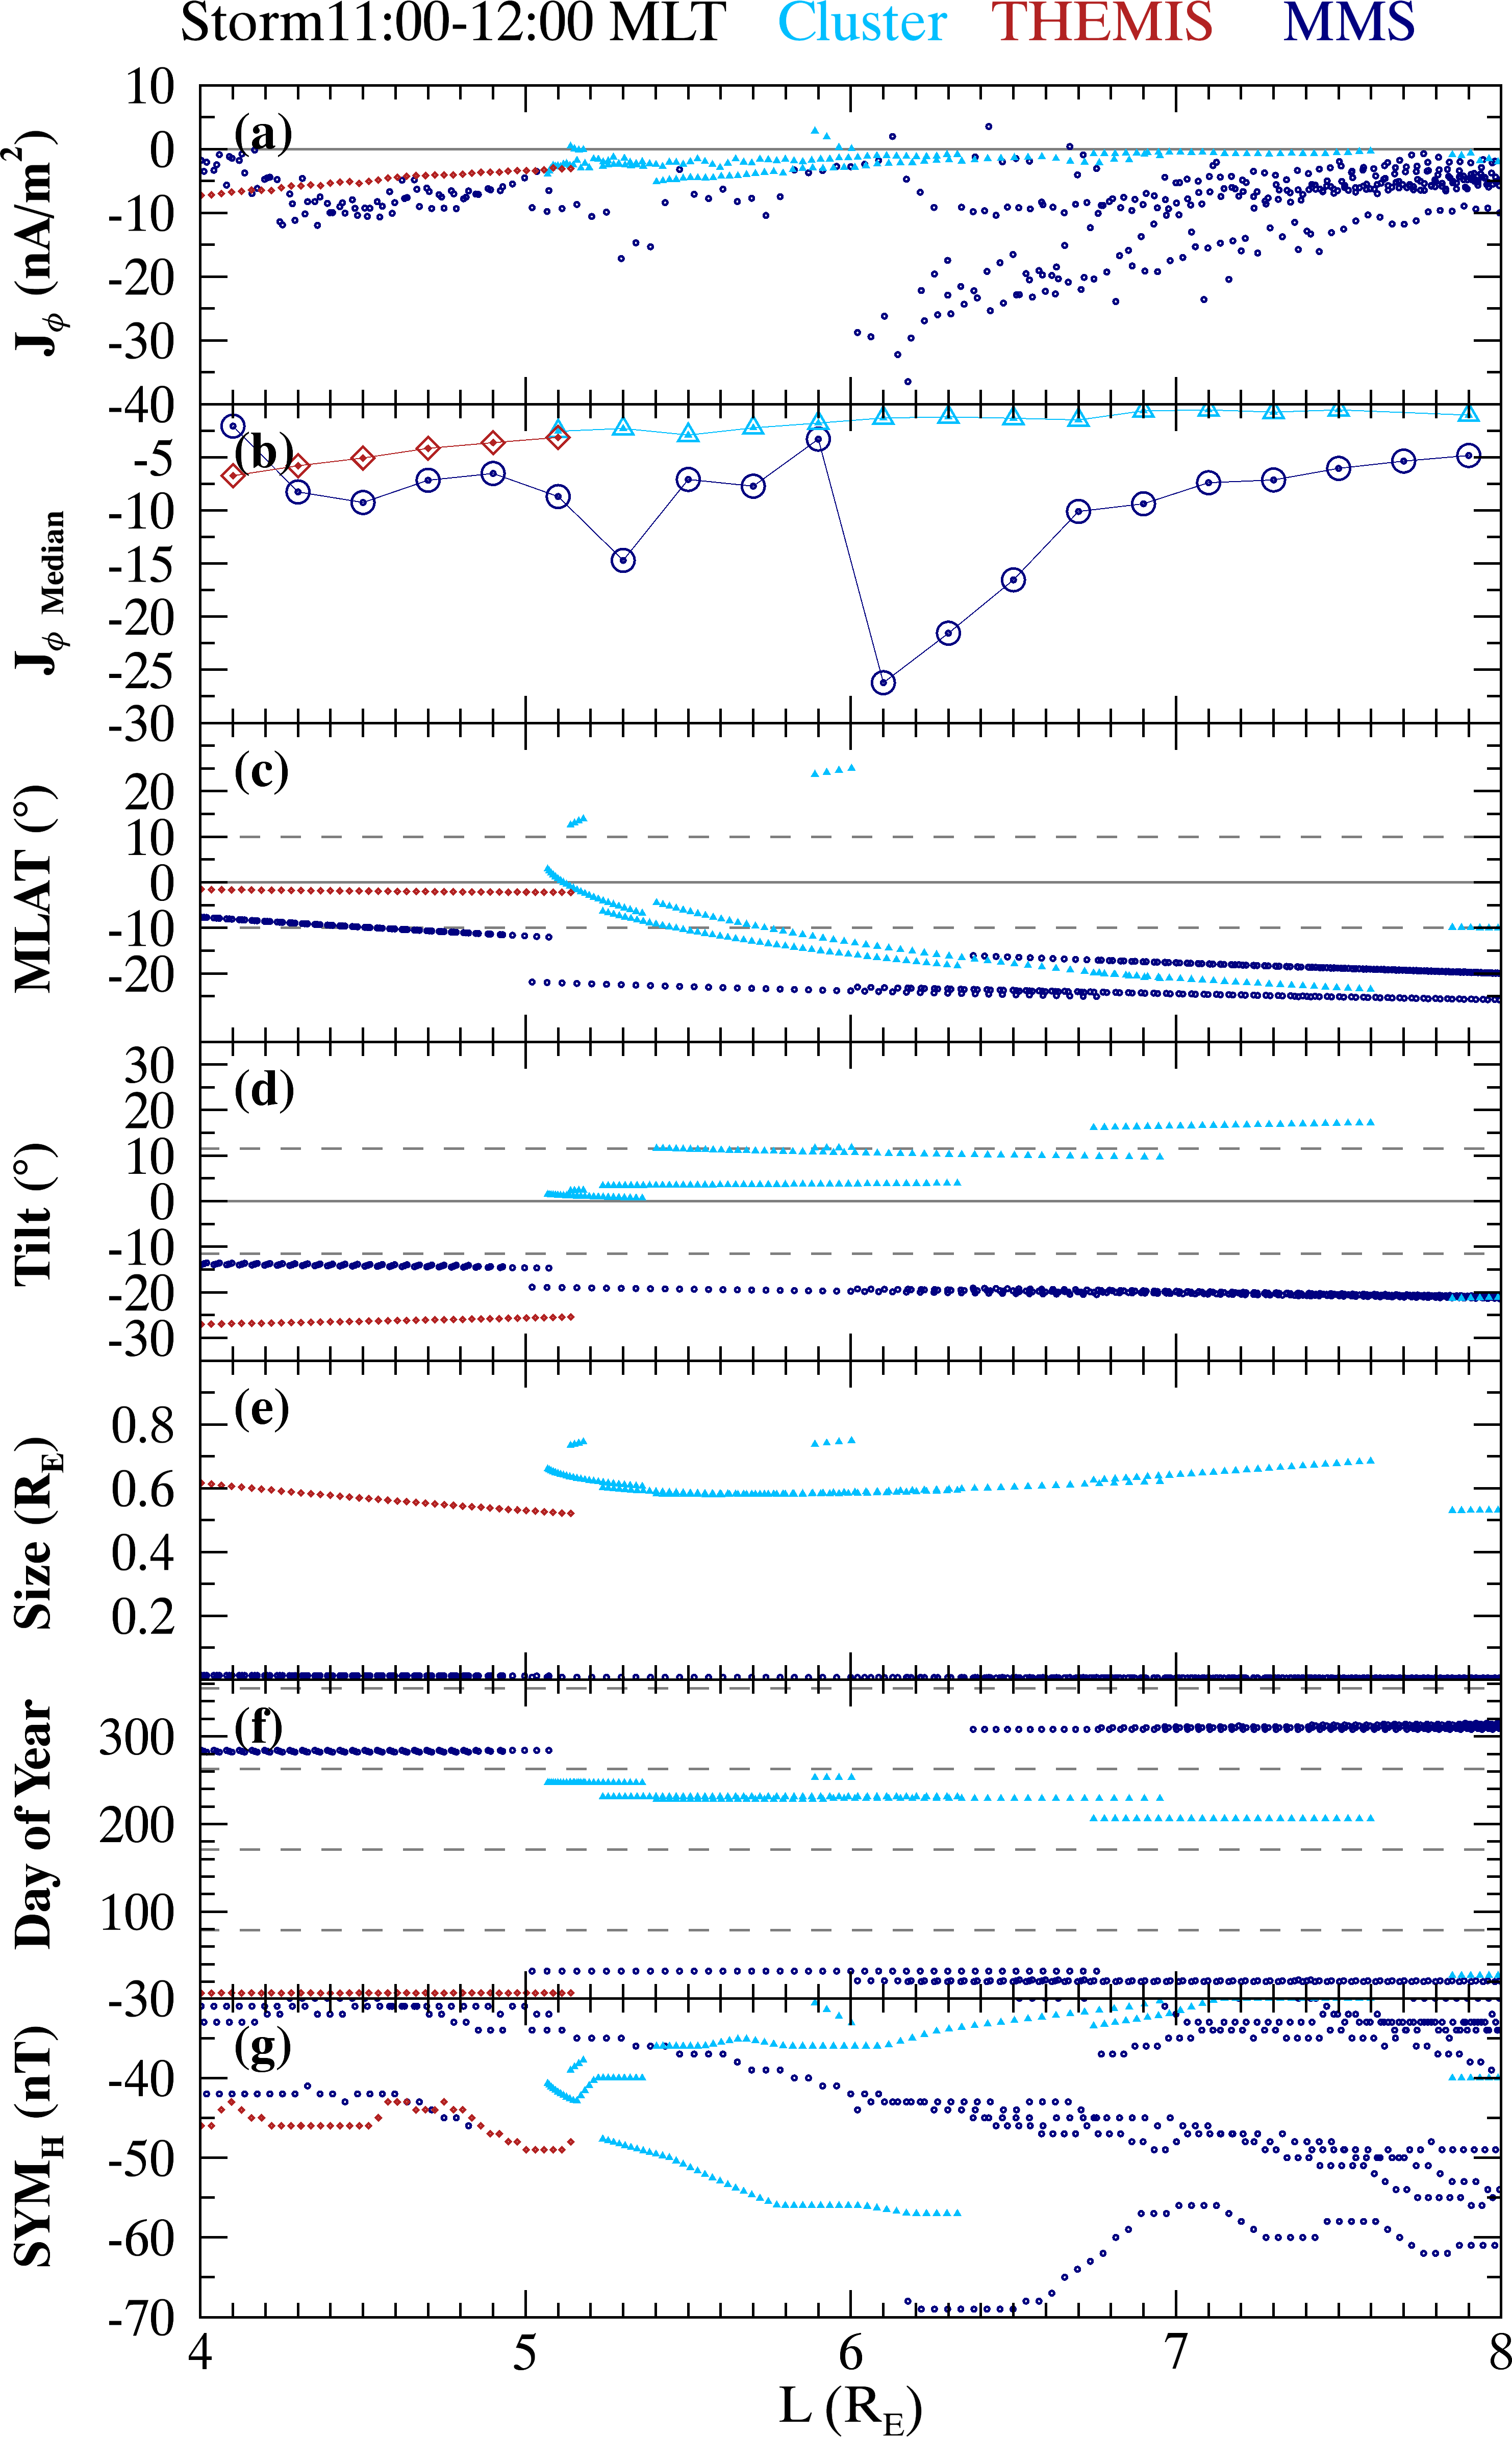 Storm11:00-12:00 MLT Cluster THEMIS MMS
(a)
J𝜙 (nA/m²)
10
0
-10
-20
-30
-40
(b)
J𝜙 Median
-5
-10
-15
-20
-25
-30
(c)
MLAT (°)
20
10
0
-10
-20
(d)
Tilt (°)
30
20
10
0
-10
-20
-30
(e)
Size (RE)
0.8
0.6
0.4
0.2
(f)
Day of Year
300
200
100
(g)
SYMH (nT)
-30
-40
-50
-60
-70
4 5 6 7 8
L (RE)